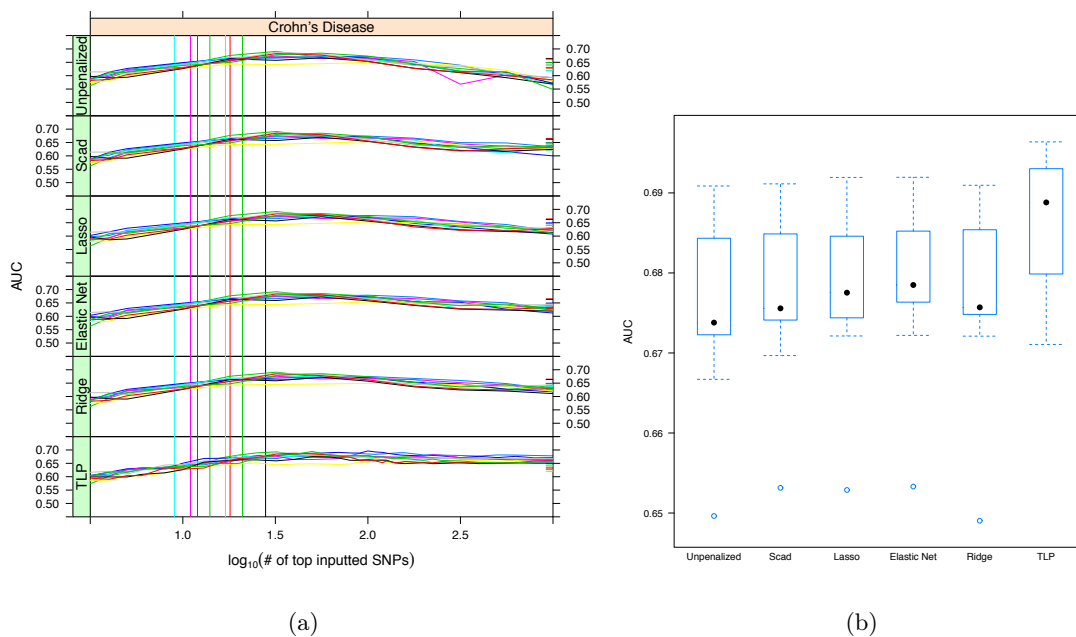 Crohn's Disease
Unpenalized
0.70
0.65
0.60
0.55
0.50
Scad
0.70
0.65
0.60
0.55
0.50
Lasso
0.70
0.65
0.60
0.55
0.50
Elastic Net
0.70
0.65
0.60
0.55
0.50
Ridge
0.70
0.65
0.60
0.55
0.50
TLP
0.70
0.65
0.60
0.55
0.50
AUC
1.0 1.5 2.0 2.5
log10(# of top inputted SNPs)
(a)
AUC
0.69
0.68
0.67
0.66
0.65
Unpenalized Scad Lasso Elastic Net Ridge TLP
(b)